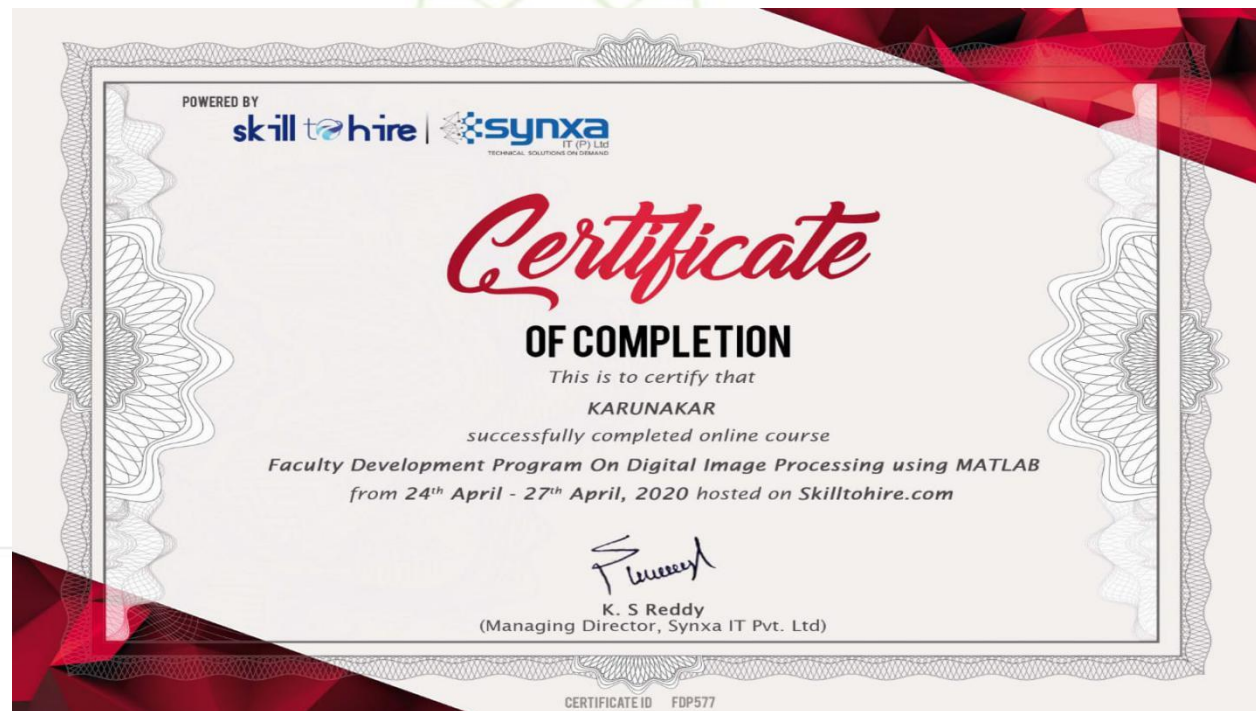 POWERED BY
skill to hire | synxa
IT (P) Ltd
TECHNICAL SOLUTIONS ON DEMAND
Certificate
OF COMPLETION
This is to certify that
KARUNAKAR
successfully completed online course
Faculty Development Program On Digital Image Processing using MATLAB
from 24th April - 27th April, 2020 hosted on Skilltohire.com
K. S Reddy
(Managing Director, Synxa IT Pvt. Ltd)
CERTIFICATE ID FDP577